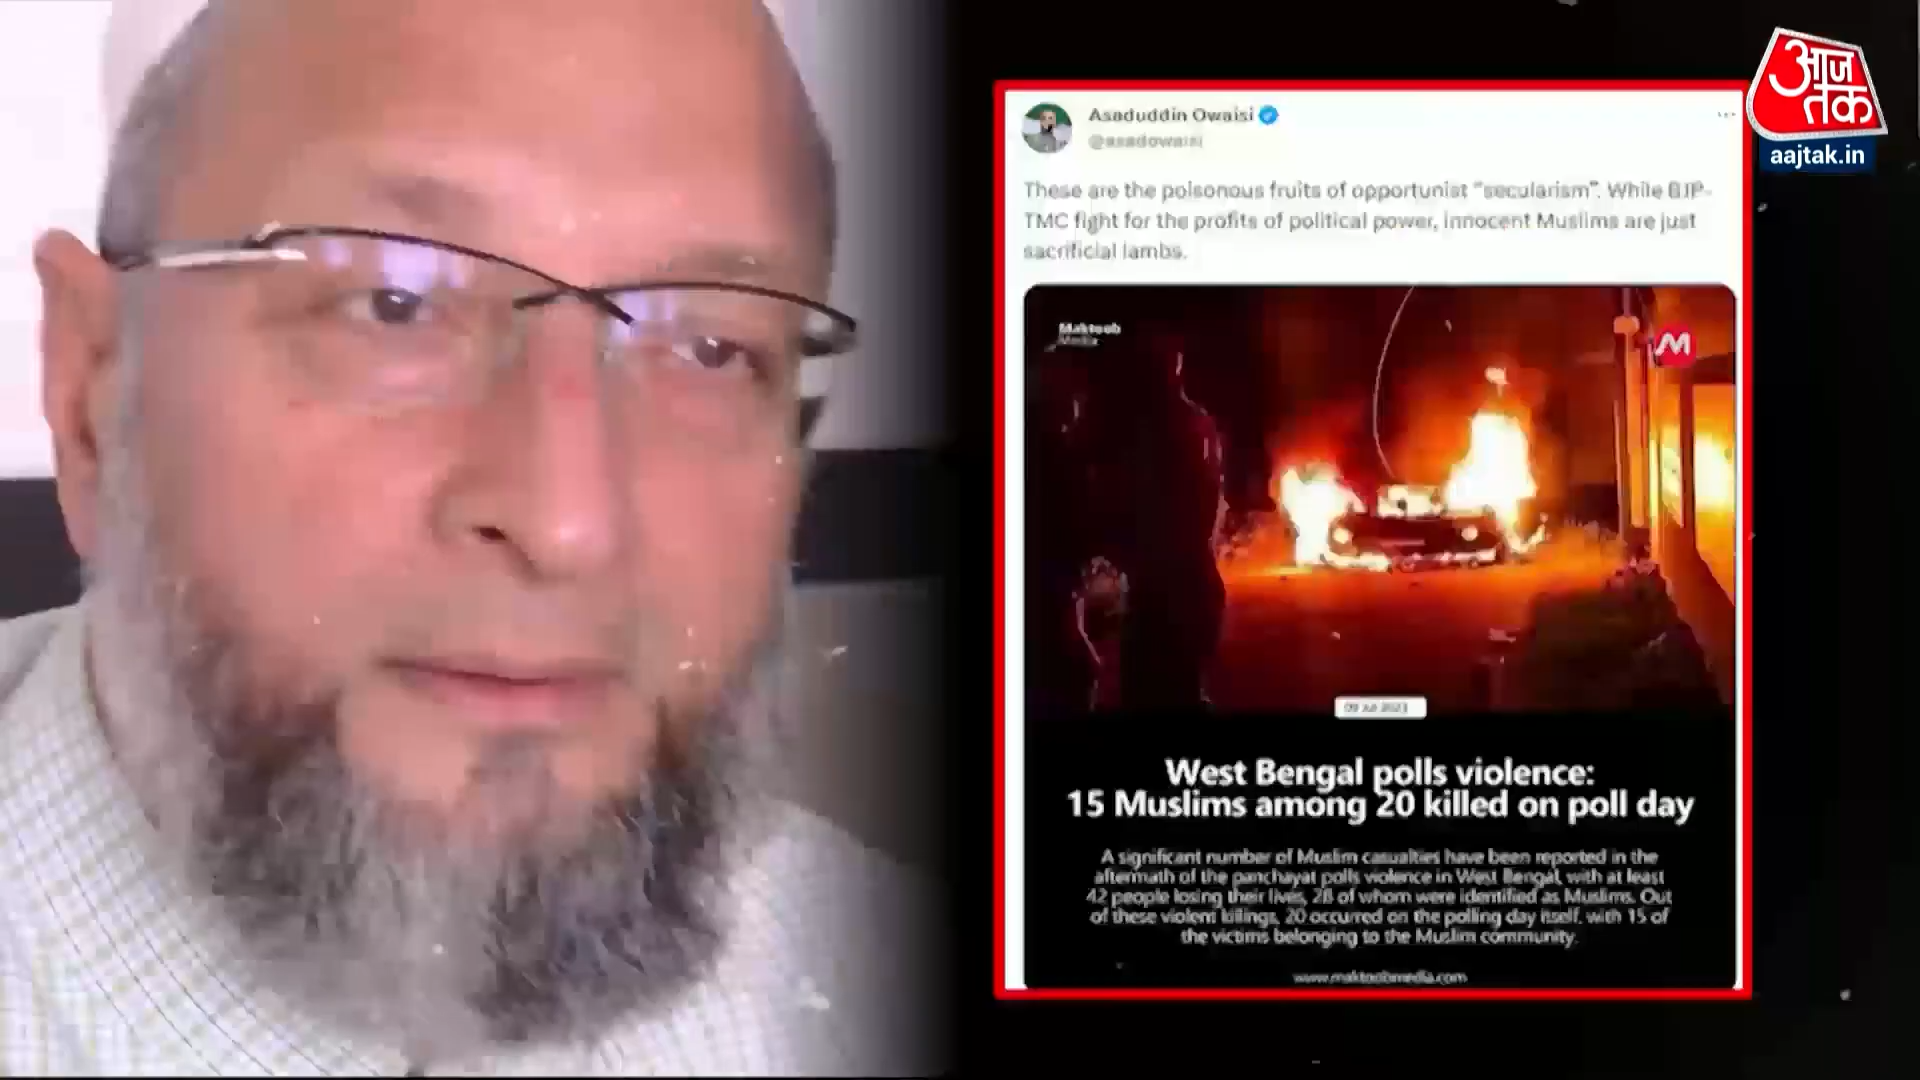 आज
तक
aajtak.in
Asaduddin Owaisi
@asadowaisi
These are the poisonous fruits of opportunist "secularism". While BJP-
TMC fight for the profits of political power, innocent Muslims are just
sacrificial lambs.
Maktoob
Media
M
09 Jul 2023
West Bengal polls violence:
15 Muslims among 20 killed on poll day
A significant number of Muslim casualties have been reported in the
aftermath of the panchayat polls violence in West Bengal, with at least
42 people losing their lives, 28 of whom were identified as Muslims. Out
of these violent killings, 20 occurred on the polling day itself, with 15 of
the victims belonging to the Muslim community.
www.maktoobmedia.com